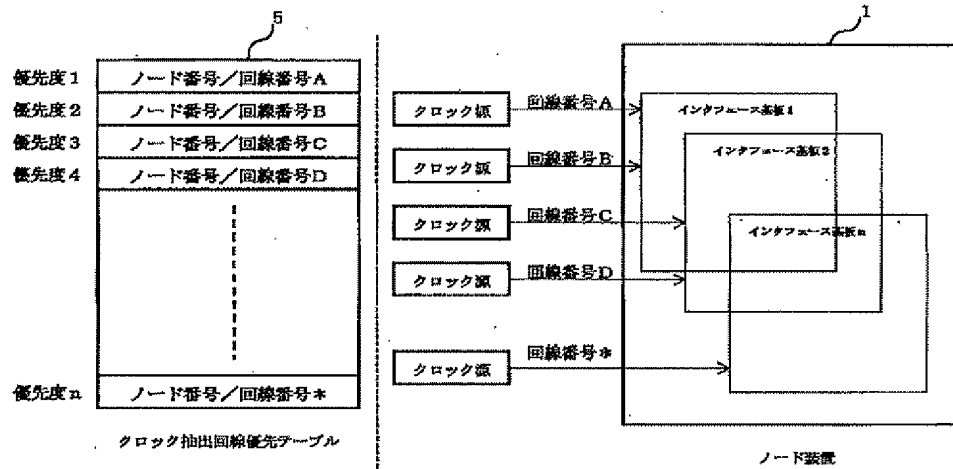 5
優先度1 ノード番号／回線番号A
優先度2 ノード番号／回線番号B
優先度3 ノード番号／回線番号C
優先度4 ノード番号／回線番号D
優先度n ノード番号／回線番号*
クロック抽出回線優先テーブル
1
クロック源 回線番号A
クロック源 回線番号B
クロック源 回線番号C
クロック源 回線番号D
クロック源 回線番号*
インタフェース基板1
インタフェース基板2
インタフェース基板n
ノード装置